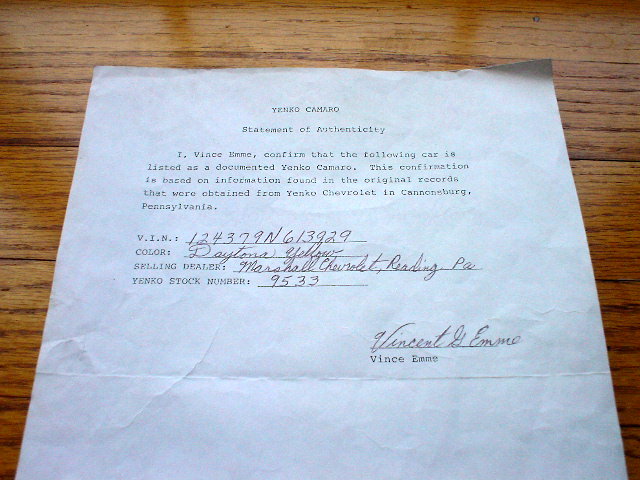 YENKO CAMARO
Statement of Authenticity
I, Vince Emme, confirm that the following car is
listed as a documented Yenko Camaro. This confirmation
is based on information found in the original records
that were obtained from Yenko Chevrolet in Cannonsburg,
Pennsylvania.
V.I.N.: 124379N613929
COLOR: Daytona Yellow
SELLING DEALER: Marshall Chevrolet, Reading Pa
YENKO STOCK NUMBER: 9533
Vincent G Emme
Vince Emme